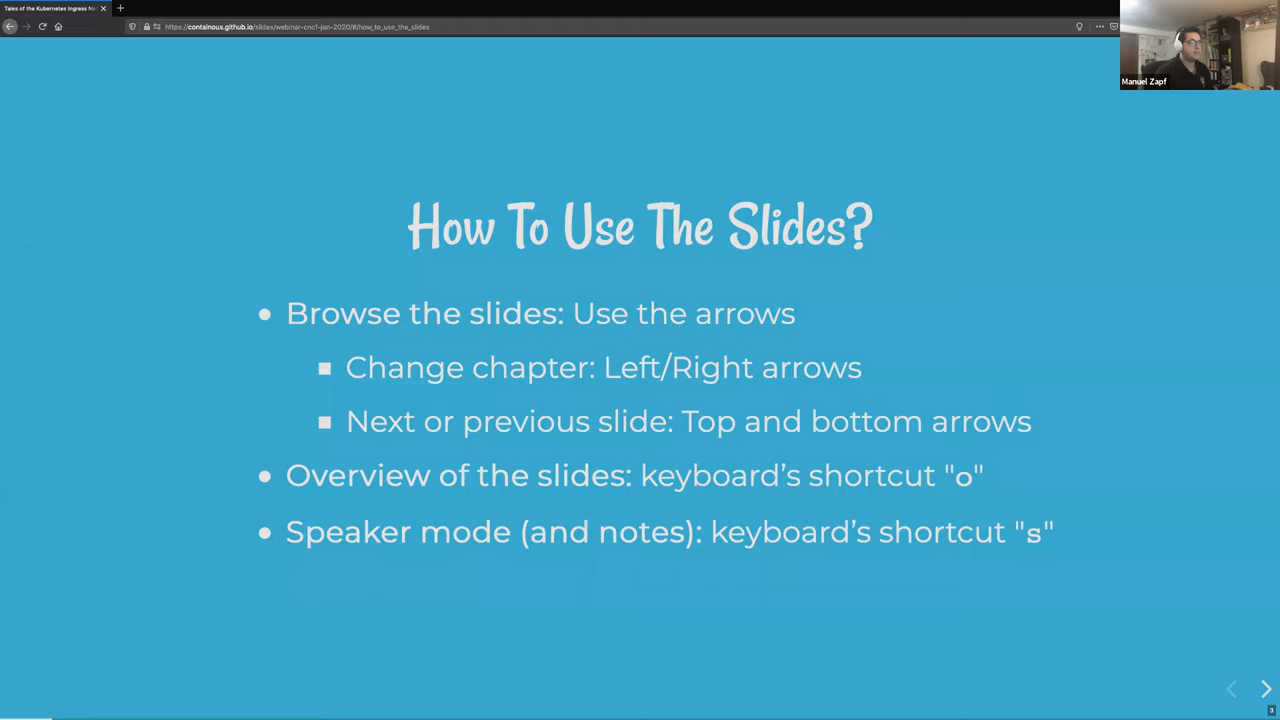 Tales of the Kubernetes Ingress Ne
https://containous.github.io/slides/webinar-cncf-jan-2020/#/how_to_use_the_slides
Manuel Zapf
How To Use The Slides?
Browse the slides: Use the arrows
Change chapter: Left/Right arrows
Next or previous slide: Top and bottom arrows
Overview of the slides: keyboard’s shortcut "o"
Speaker mode (and notes): keyboard’s shortcut "s"
3